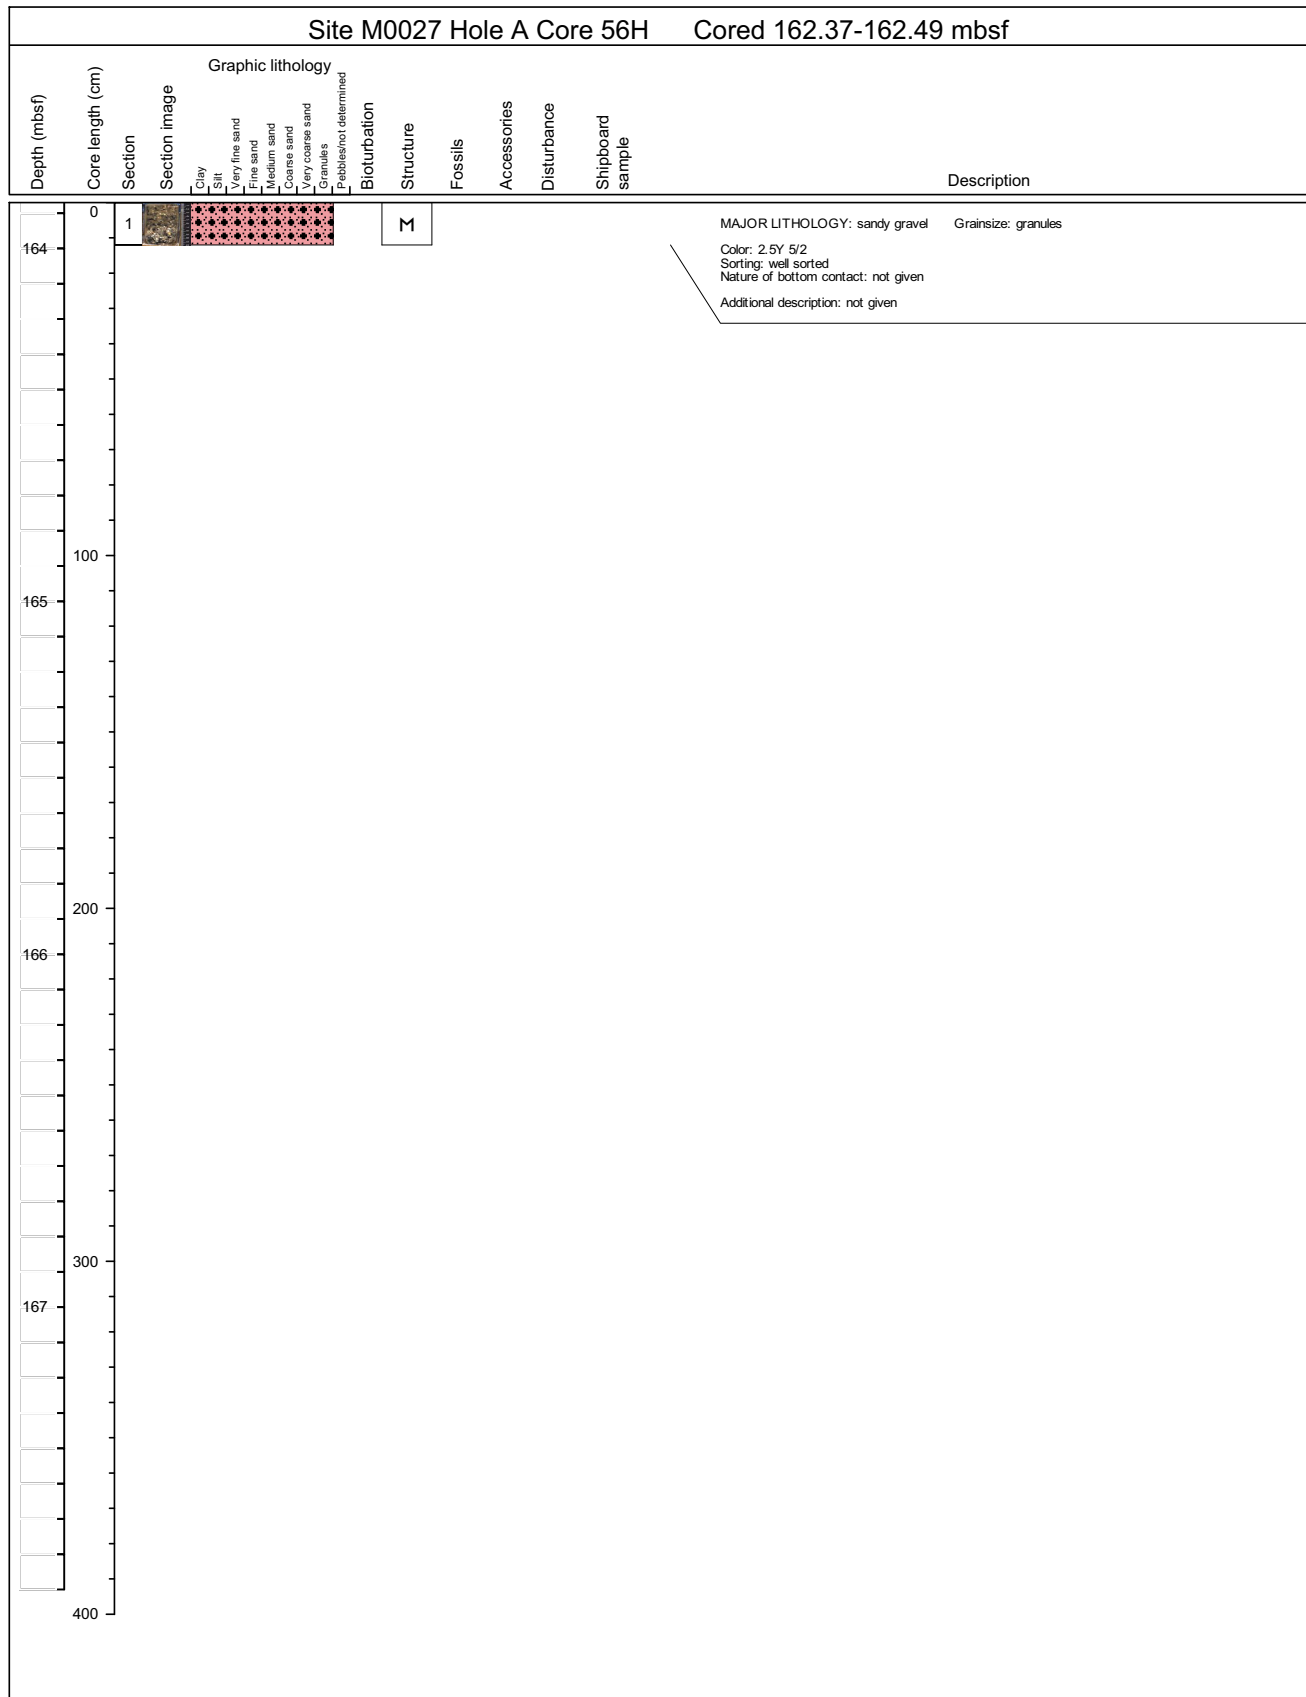 Site M0027 Hole A Core 56H Cored 162.37-162.49 mbsf
Depth (mbsf)
Core length (cm)
Section
Section image
Graphic lithology
Clay
Silt
Very fine sand
Fine sand
Medium sand
Coarse sand
Very coarse sand
Granules
Pebbles/not determined
Bioturbation
Structure
Fossils
Accessories
Disturbance
Shipboard
sample
Description
0
1
M
MAJOR LITHOLOGY: sandy gravel Grainsize: granules
Color: 2.5Y 5/2
Sorting: well sorted
Nature of bottom contact: not given
Additional description: not given
164
100
165
200
166
300
167
400